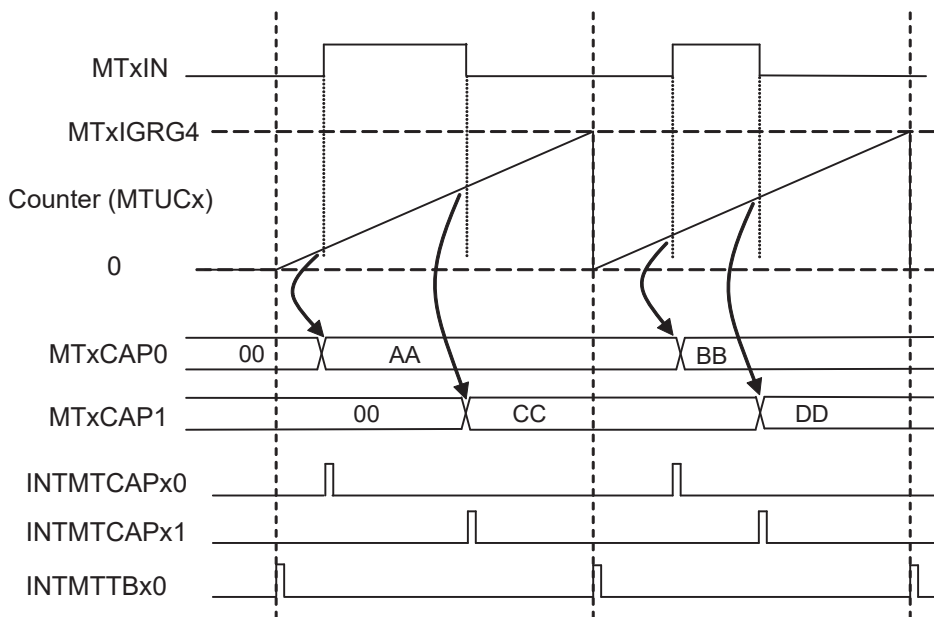 MTxIN
MTxIGRG4
Counter (MTUCx)
0
MTxCAP0 00 AA BB
MTxCAP1 00 CC DD
INTMTCAPx0
INTMTCAPx1
INTMTTBx0